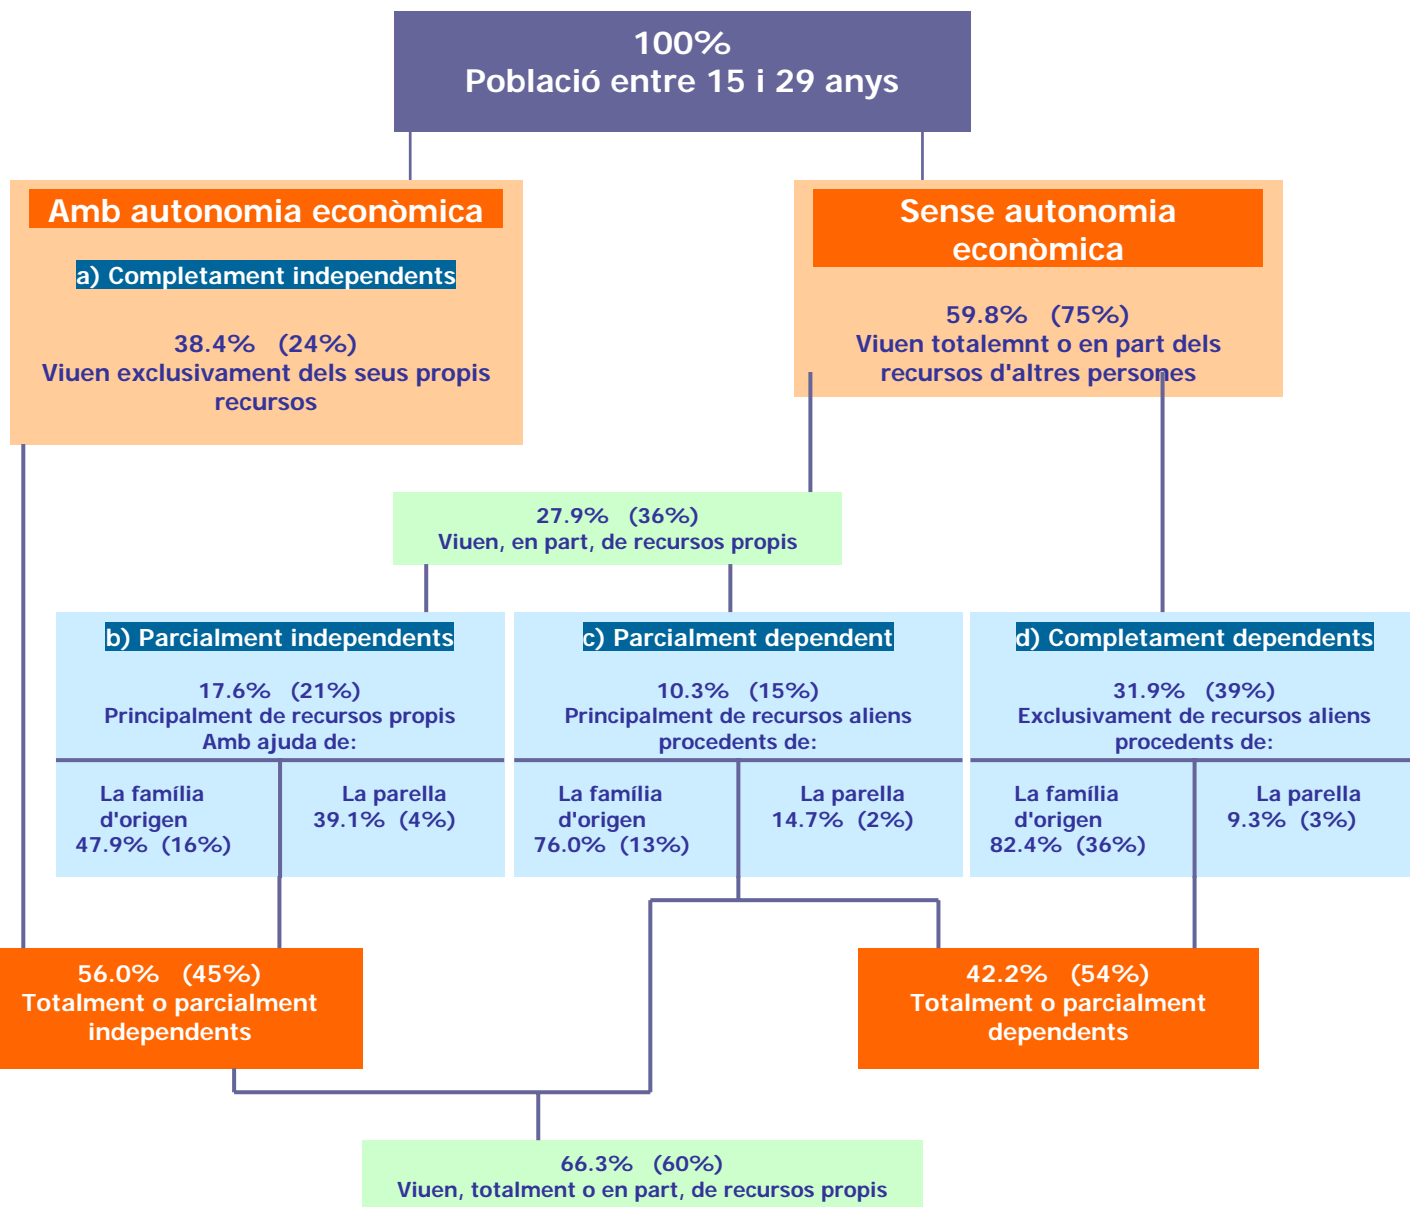 100%
Població entre 15 i 29 anys
Amb autonomia econòmica
a) Completament independents
38.4% (24%)
Viuen exclusivament dels seus propis
recursos
Sense autonomia
econòmica
59.8% (75%)
Viuen totalemnt o en part dels
recursos d'altres persones
27.9% (36%)
Viuen, en part, de recursos propis
b) Parcialment independents
17.6% (21%)
Principalment de recursos propis
Amb ajuda de:
La família
d'origen
47.9% (16%)
La parella
39.1% (4%)
c) Parcialment dependent
10.3% (15%)
Principalment de recursos aliens
procedents de:
La família
d'origen
76.0% (13%)
La parella
14.7% (2%)
d) Completament dependents
31.9% (39%)
Exclusivament de recursos aliens
procedents de:
La família
d'origen
82.4% (36%)
La parella
9.3% (3%)
56.0% (45%)
Totalment o parcialment
independents
42.2% (54%)
Totalment o parcialment
dependents
66.3% (60%)
Viuen, totalment o en part, de recursos propis